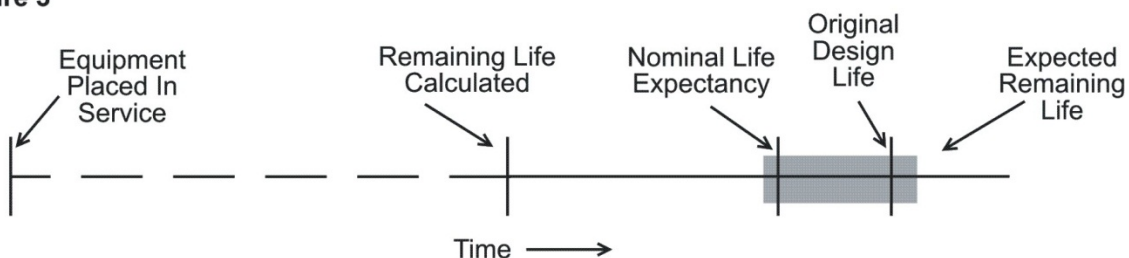 Equipment
Placed In
Service
Remaining Life
Calculated
Nominal Life
Expectancy
Original
Design
Life
Expected
Remaining
Life
Time